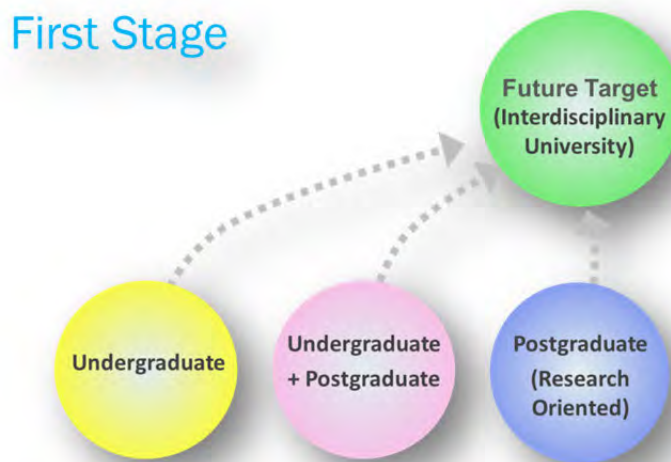 First Stage
Future Target
(Interdisciplinary
University)
Undergraduate
Undergraduate
+ Postgraduate
Postgraduate
(Research
Oriented)